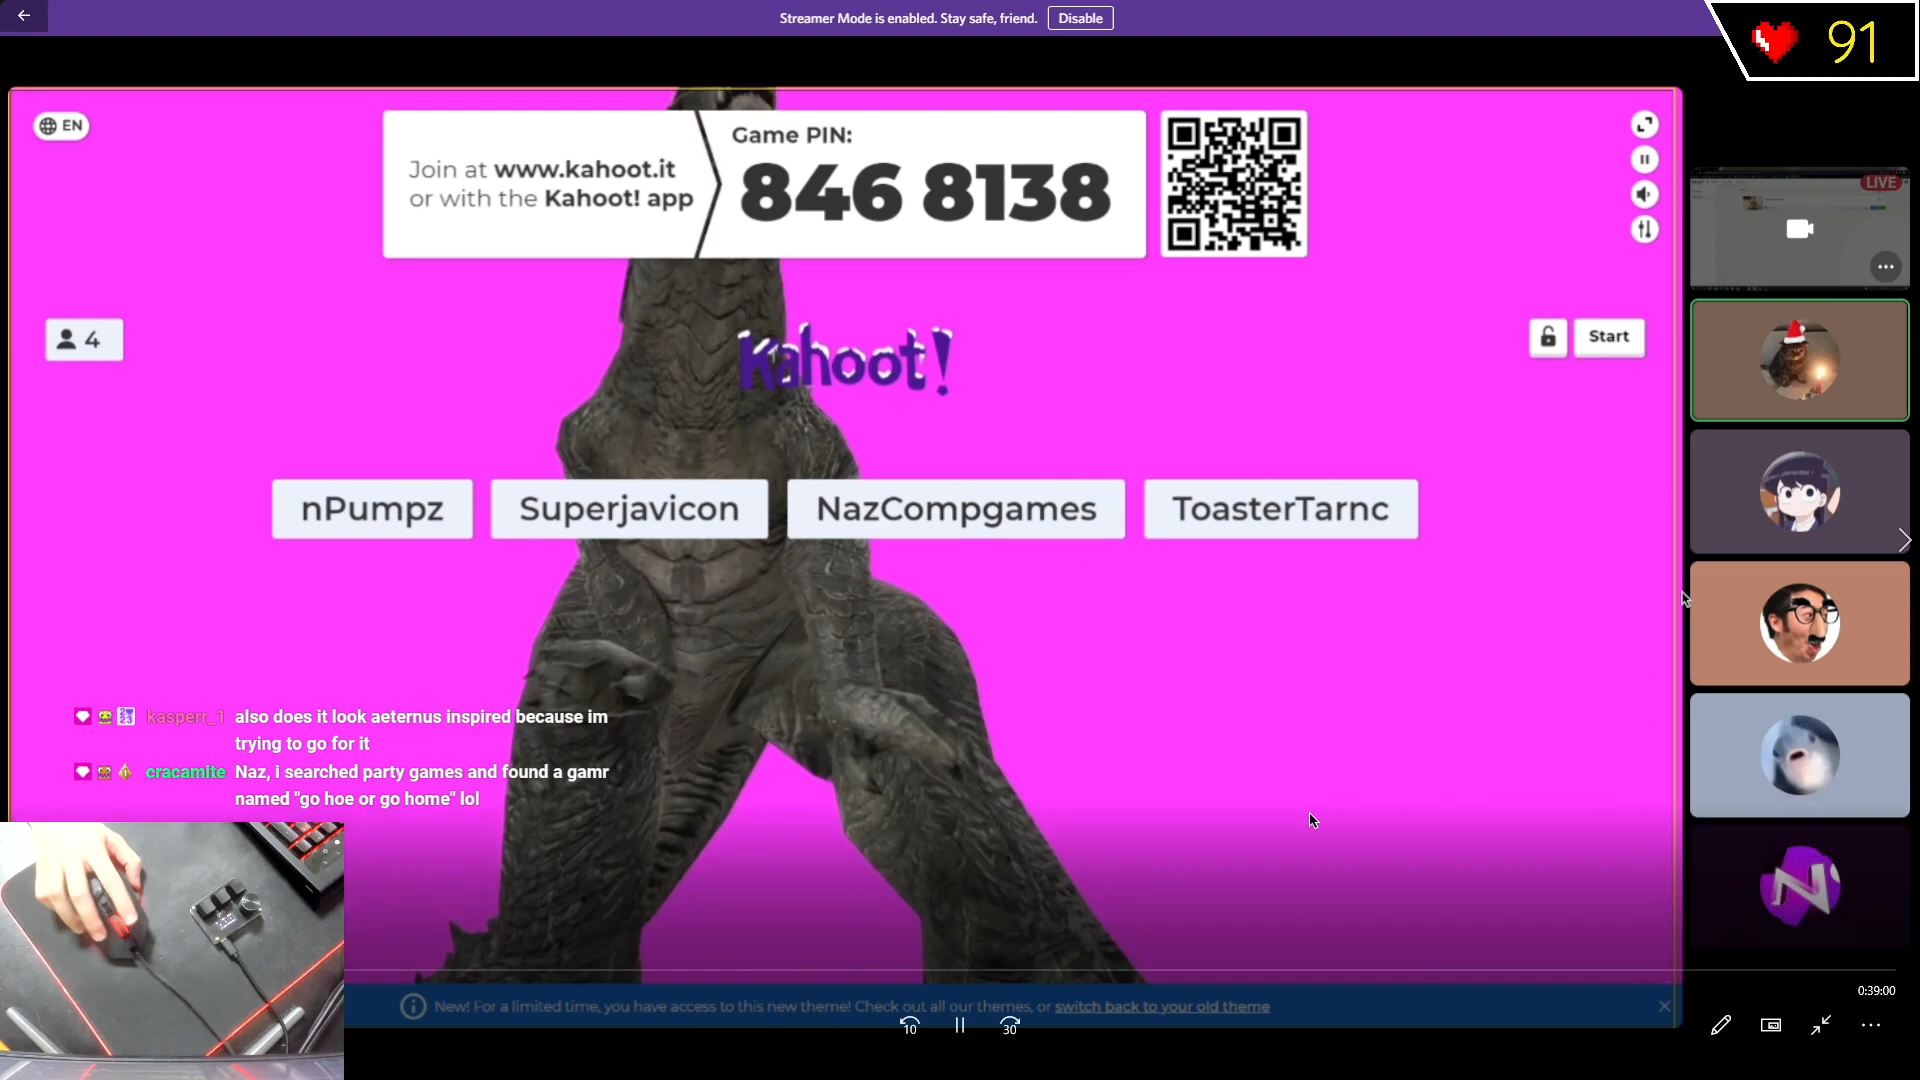 Streamer Mode is enabled. Stay safe, friend. Disable
91
EN
Join at www.kahoot.it
or with the Kahoot! app
Game PIN:
846 8138
LIVE
4
Kahoot!
Start
nPumpz
Superjavicon
NazCompgames
ToasterTarnc
kasperr_1 also does it look aeternus inspired because im
trying to go for it
cracamite Naz, i searched party games and found a gamr
named "go hoe or go home" lol
N
0:39:00
New! For a limited time, you have access to this new theme! Check out all our themes, or switch back to your old theme
10
30